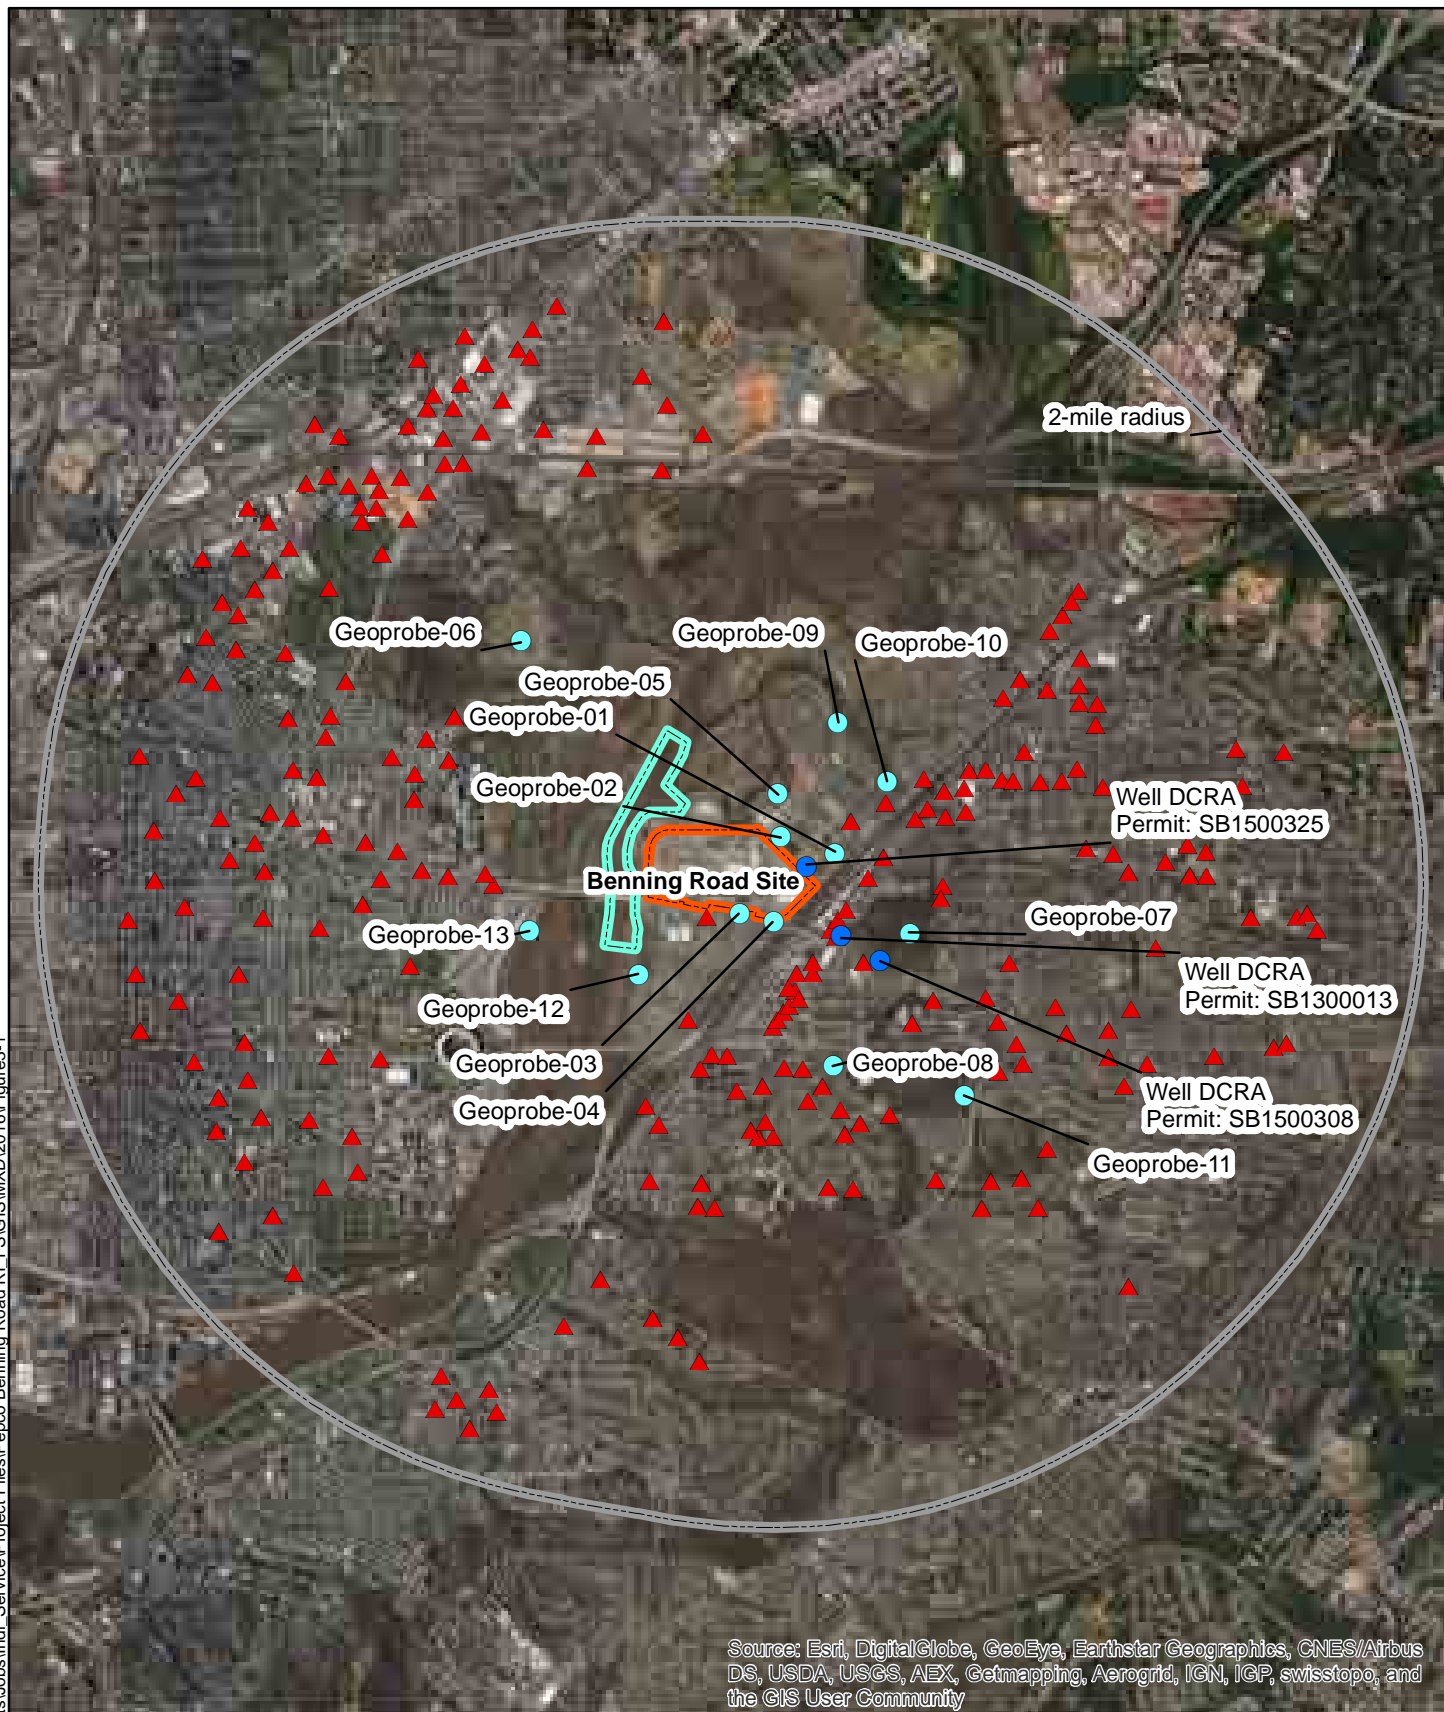 2-mile radius
Geoprobe-06
Geoprobe-09
Geoprobe-10
Geoprobe-05
Geoprobe-01
Geoprobe-02
Well DCRA
Permit: SB1500325
Benning Road Site
Geoprobe-07
Geoprobe-13
Well DCRA
Permit: SB1300013
Geoprobe-12
Geoprobe-03
Geoprobe-08
Geoprobe-04
Well DCRA
Permit: SB1500308
Geoprobe-11
Source: Esri, DigitalGlobe, GeoEye, Earthstar Geographics, CNES/Airbus
DS, USDA, USGS, AEX, Getmapping, Aerogrid, IGN, IGP, swisstopo, and
the GIS User Community